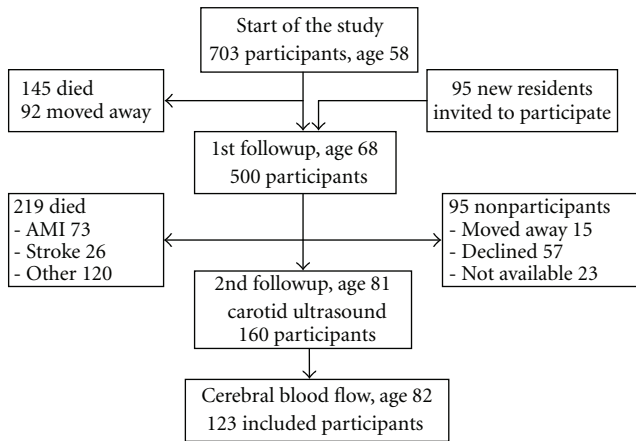 Start of the study
703 participants, age 58
145 died
92 moved away
95 new residents
invited to participate
1st followup, age 68
500 participants
219 died
- AMI 73
- Stroke 26
- Other 120
95 nonparticipants
- Moved away 15
- Declined 57
- Not available 23
2nd followup, age 81
carotid ultrasound
160 participants
Cerebral blood flow, age 82
123 included participants